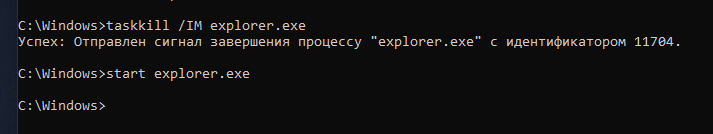 C:\Windows>taskkill /IM explorer.exe
Успех: Отправлен сигнал завершения процессу "explorer.exe" с идентификатором 11704.
C:\Windows>start explorer.exe
C:\Windows>